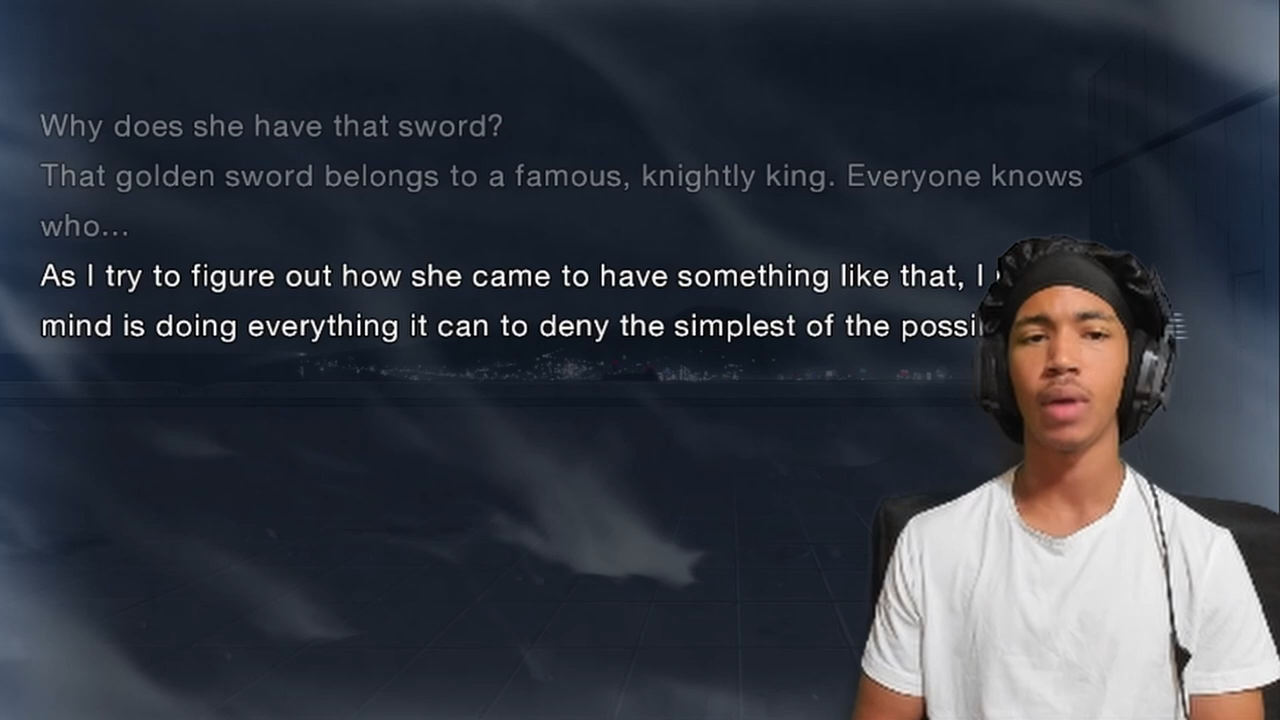 Why does she have that sword?
That golden sword belongs to a famous, knightly king. Everyone knows
who...
As I try to figure out how she came to have something like that, I
mind is doing everything it can to deny the simplest of the